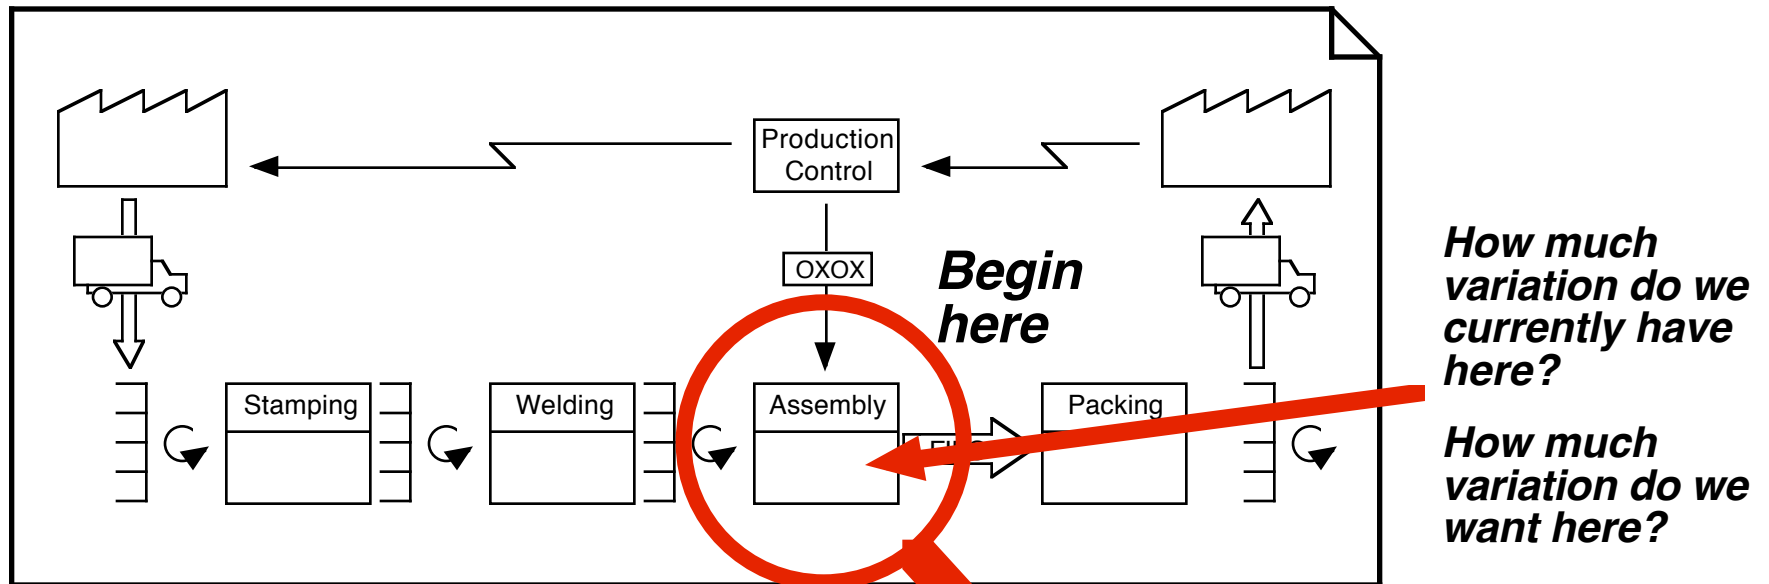 Production
Control
OXOX
Begin
here
Stamping
Welding
Assembly
Packing
How much
variation do we
currently have
here?
How much
variation do we
want here?